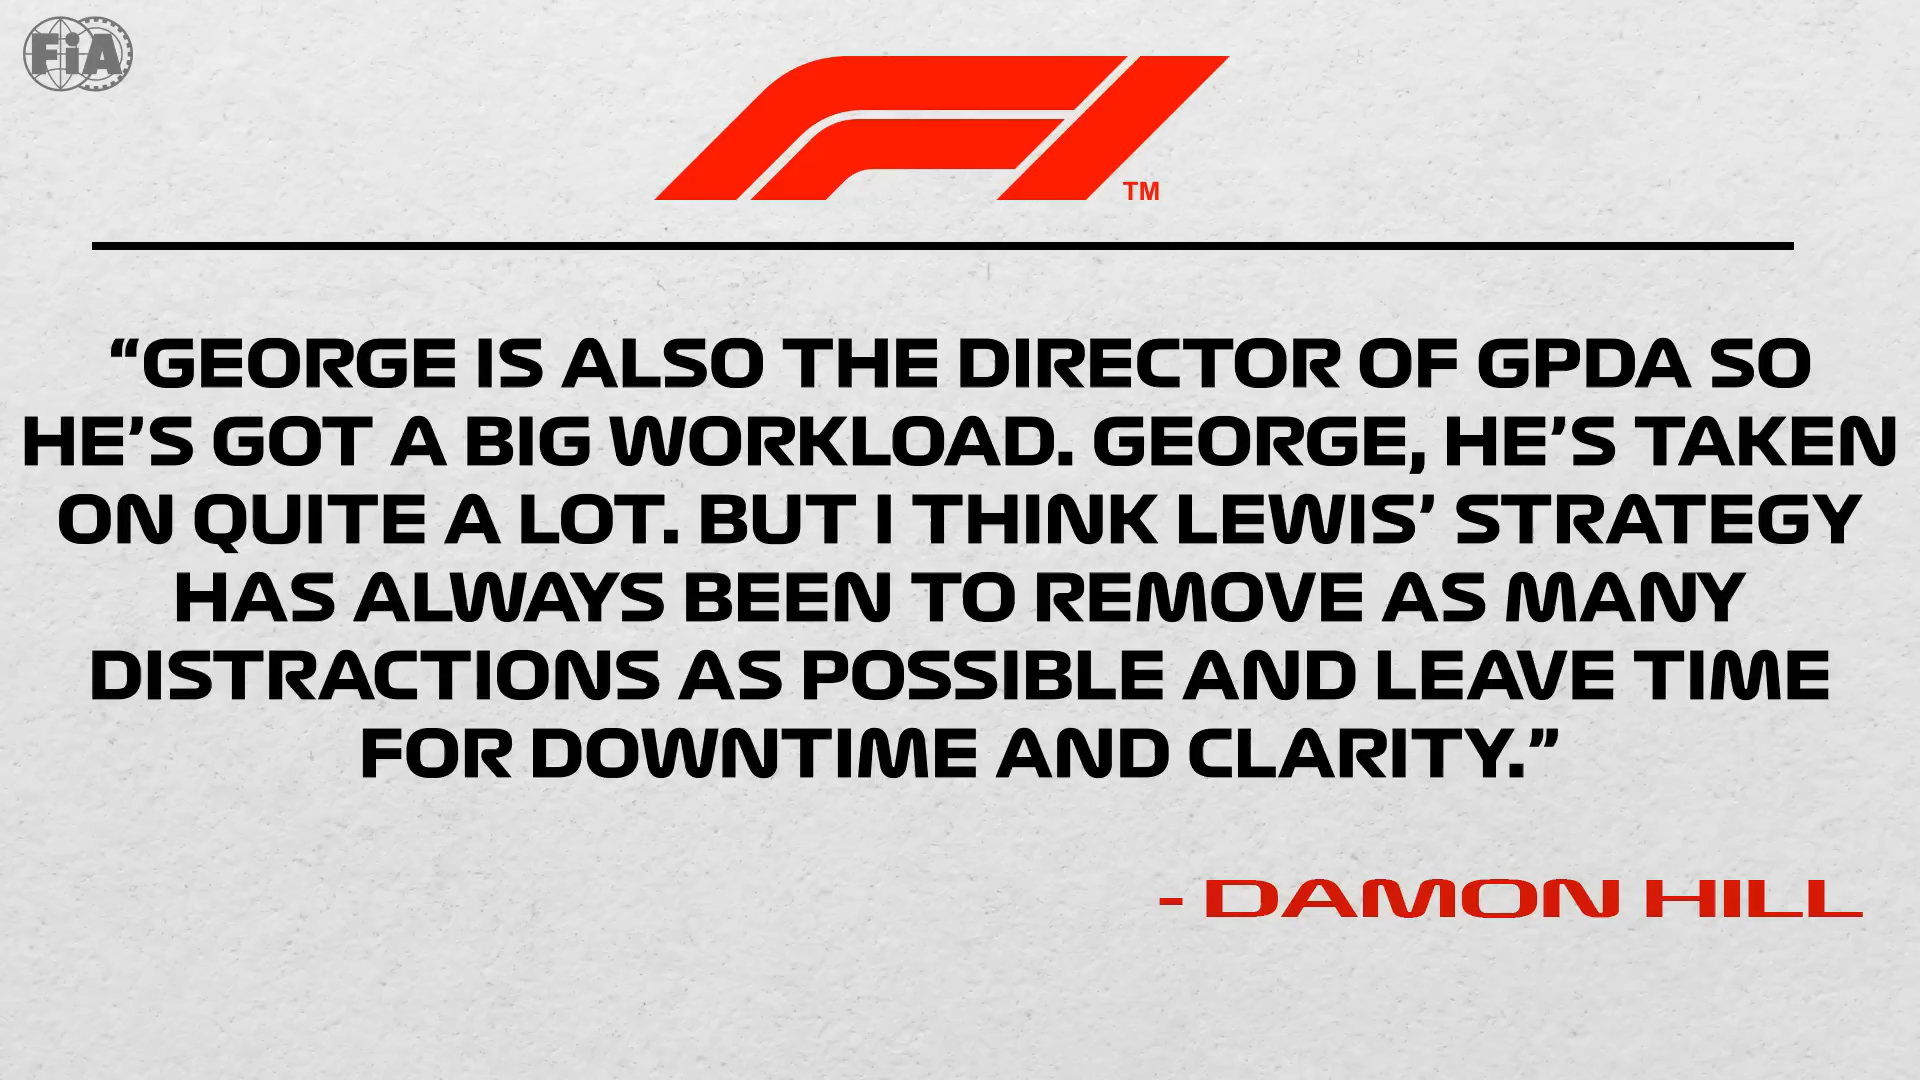 FiA
F1
TM
“GEORGE IS ALSO THE DIRECTOR OF GPDA SO
HE’S GOT A BIG WORKLOAD. GEORGE, HE’S TAKEN
ON QUITE A LOT. BUT I THINK LEWIS’ STRATEGY
HAS ALWAYS BEEN TO REMOVE AS MANY
DISTRACTIONS AS POSSIBLE AND LEAVE TIME
FOR DOWNTIME AND CLARITY.”
- DAMON HILL